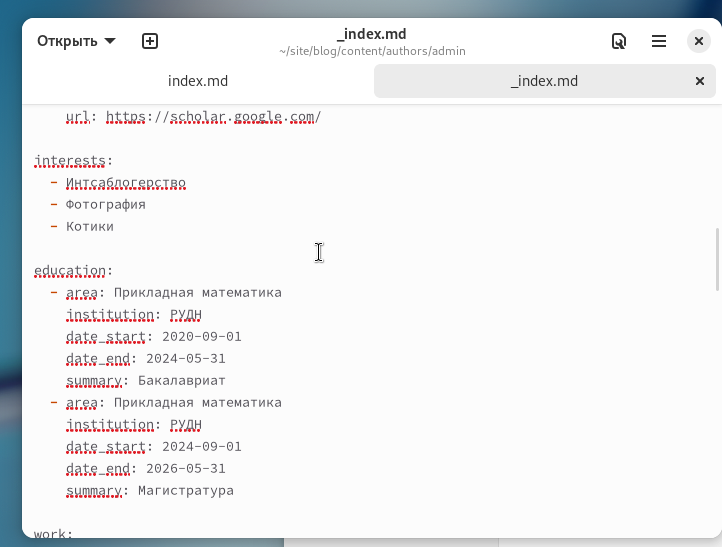 Открыть
_index.md
~/site/blog/content/authors/admin
index.md
_index.md
url: https://scholar.google.com/
interests:
- Интсаблогерство
- Фотография
- Котики
education:
- area: Прикладная математика
institution: РУДН
date_start: 2020-09-01
date_end: 2024-05-31
summary: Бакалавриат
- area: Прикладная математика
institution: РУДН
date_start: 2024-09-01
date_end: 2026-05-31
summary: Магистратура
work: